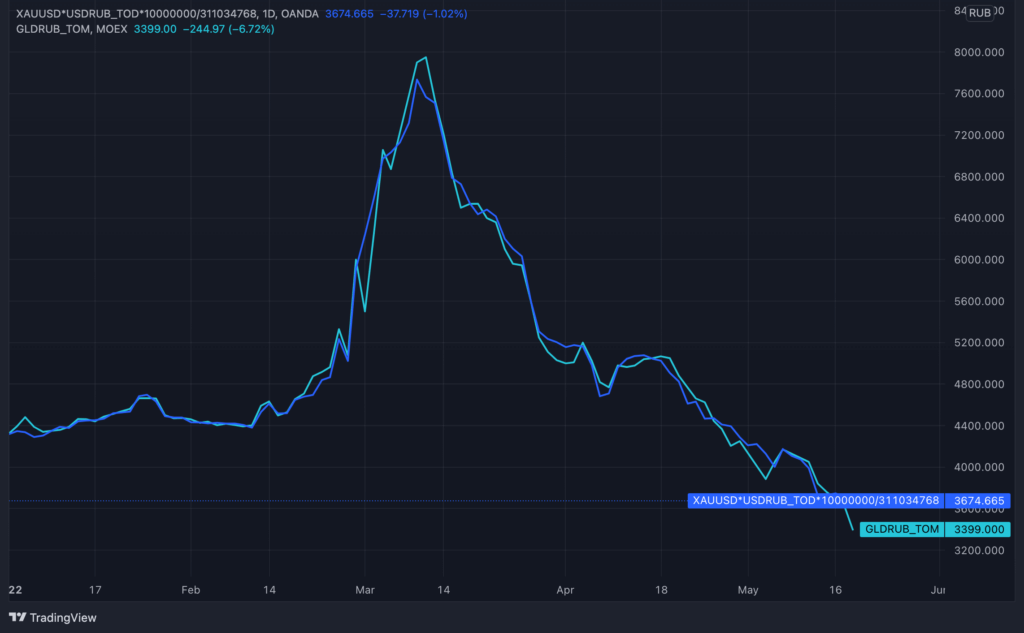 XAUUSD*USDRUB_TOD*10000000/311034768, 1D, OANDA 3674.665 −37.719 (−1.02%)
GLDRUB_TOM, MOEX 3399.00 −244.97 (−6.72%)
RUB
8000.000
7600.000
7200.000
6800.000
6400.000
6000.000
5600.000
5200.000
4800.000
4400.000
4000.000
XAUUSD*USDRUB_TOD*10000000/311034768 3674.665
3600.000
GLDRUB_TOM 3399.000
3200.000
22 17 Feb 14 Mar 14 Apr 18 May 16 Jun
TradingView